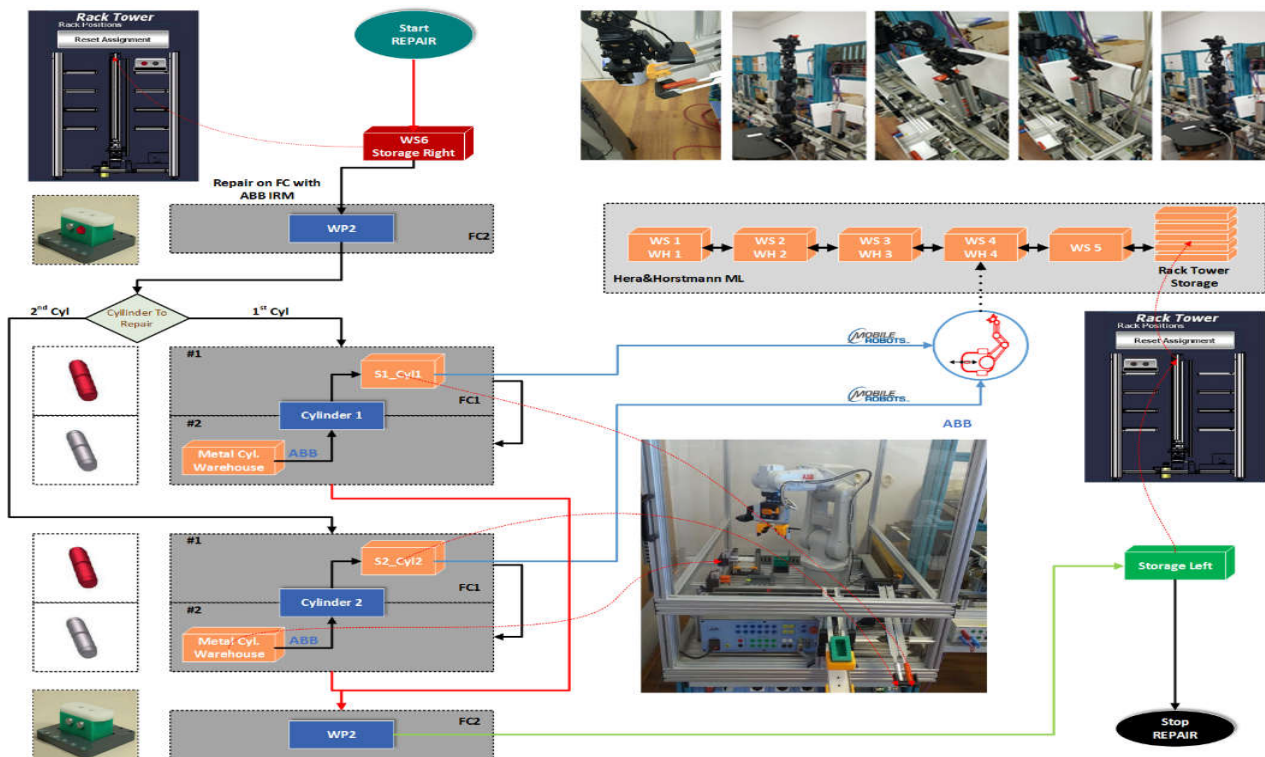 Rack Tower
Rack Positions
Reset Assignment
Start
REPAIR
WS6
Storage Right
Repair on FC with
ABB IRM
WP2
FC2
Cyllinder To
Repair
2nd Cyl
1st Cyl
#1
S1_Cyl1
FC1
Cylinder 1
#2
Metal Cyl.
Warehouse
ABB
#1
S2_Cyl2
FC1
Cylinder 2
#2
Metal Cyl.
Warehouse
ABB
WP2
FC2
MOBILE
ROBOTS
MOBILE
ROBOTS
ABB
WS 1
WH 1
WS 2
WH 2
WS 3
WH 3
WS 4
WH 4
WS 5
Rack Tower
Storage
Hera&Horstmann ML
Rack Tower
Rack Positions
Reset Assignment
Storage Left
Stop
REPAIR